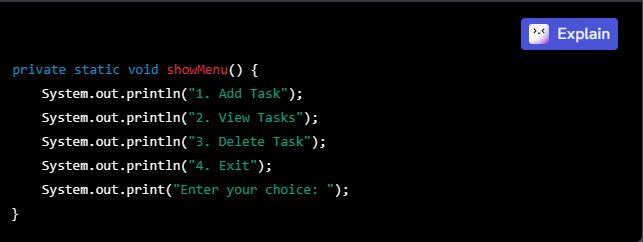 Explain
private static void showMenu() {
    System.out.println("1. Add Task");
    System.out.println("2. View Tasks");
    System.out.println("3. Delete Task");
    System.out.println("4. Exit");
    System.out.print("Enter your choice: ");
}